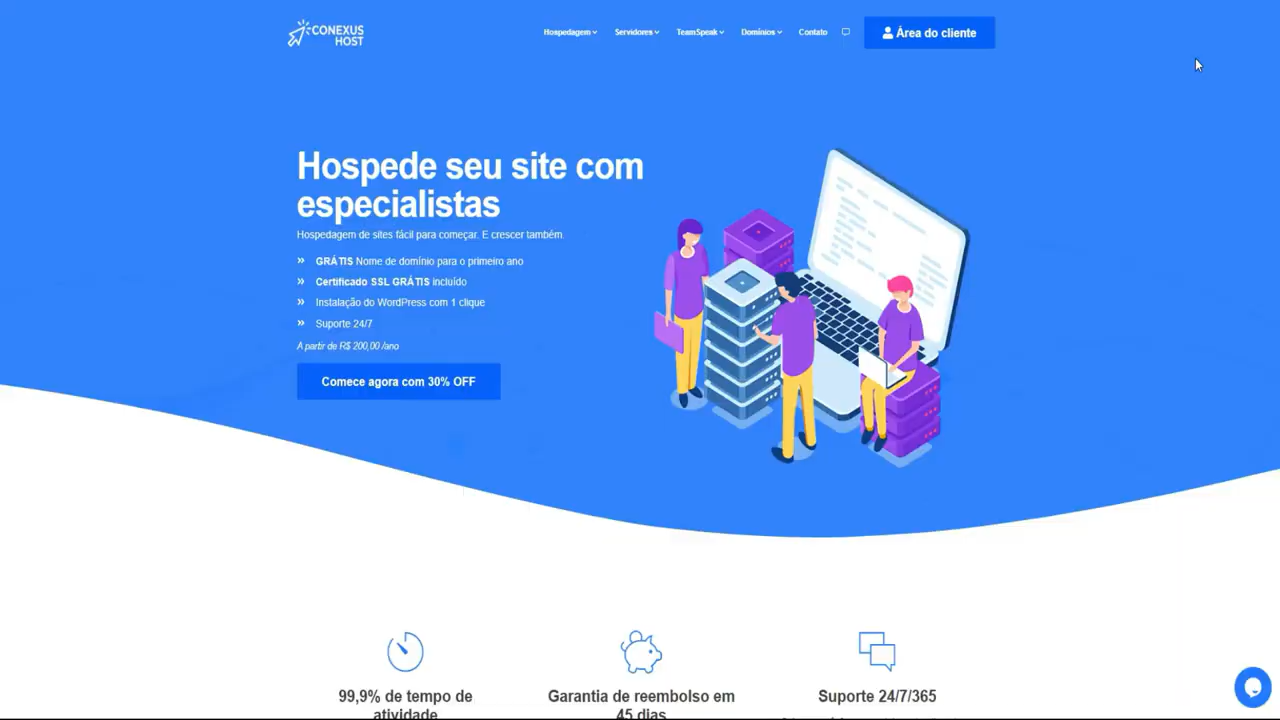 CONEXUS
HOST
Hospedagem
Servidores
TeamSpeak
Domínios
Contato
Área do cliente
Hospede seu site com
especialistas
Hospedagem de sites fácil para começar. E crescer também.
GRÁTIS Nome de domínio para o primeiro ano
Certificado SSL GRÁTIS incluído
Instalação do WordPress com 1 clique
Suporte 24/7
A partir de R$ 200,00 /ano
Comece agora com 30% OFF
99,9% de tempo de
atividade
Garantia de reembolso em
45 dias
Suporte 24/7/365